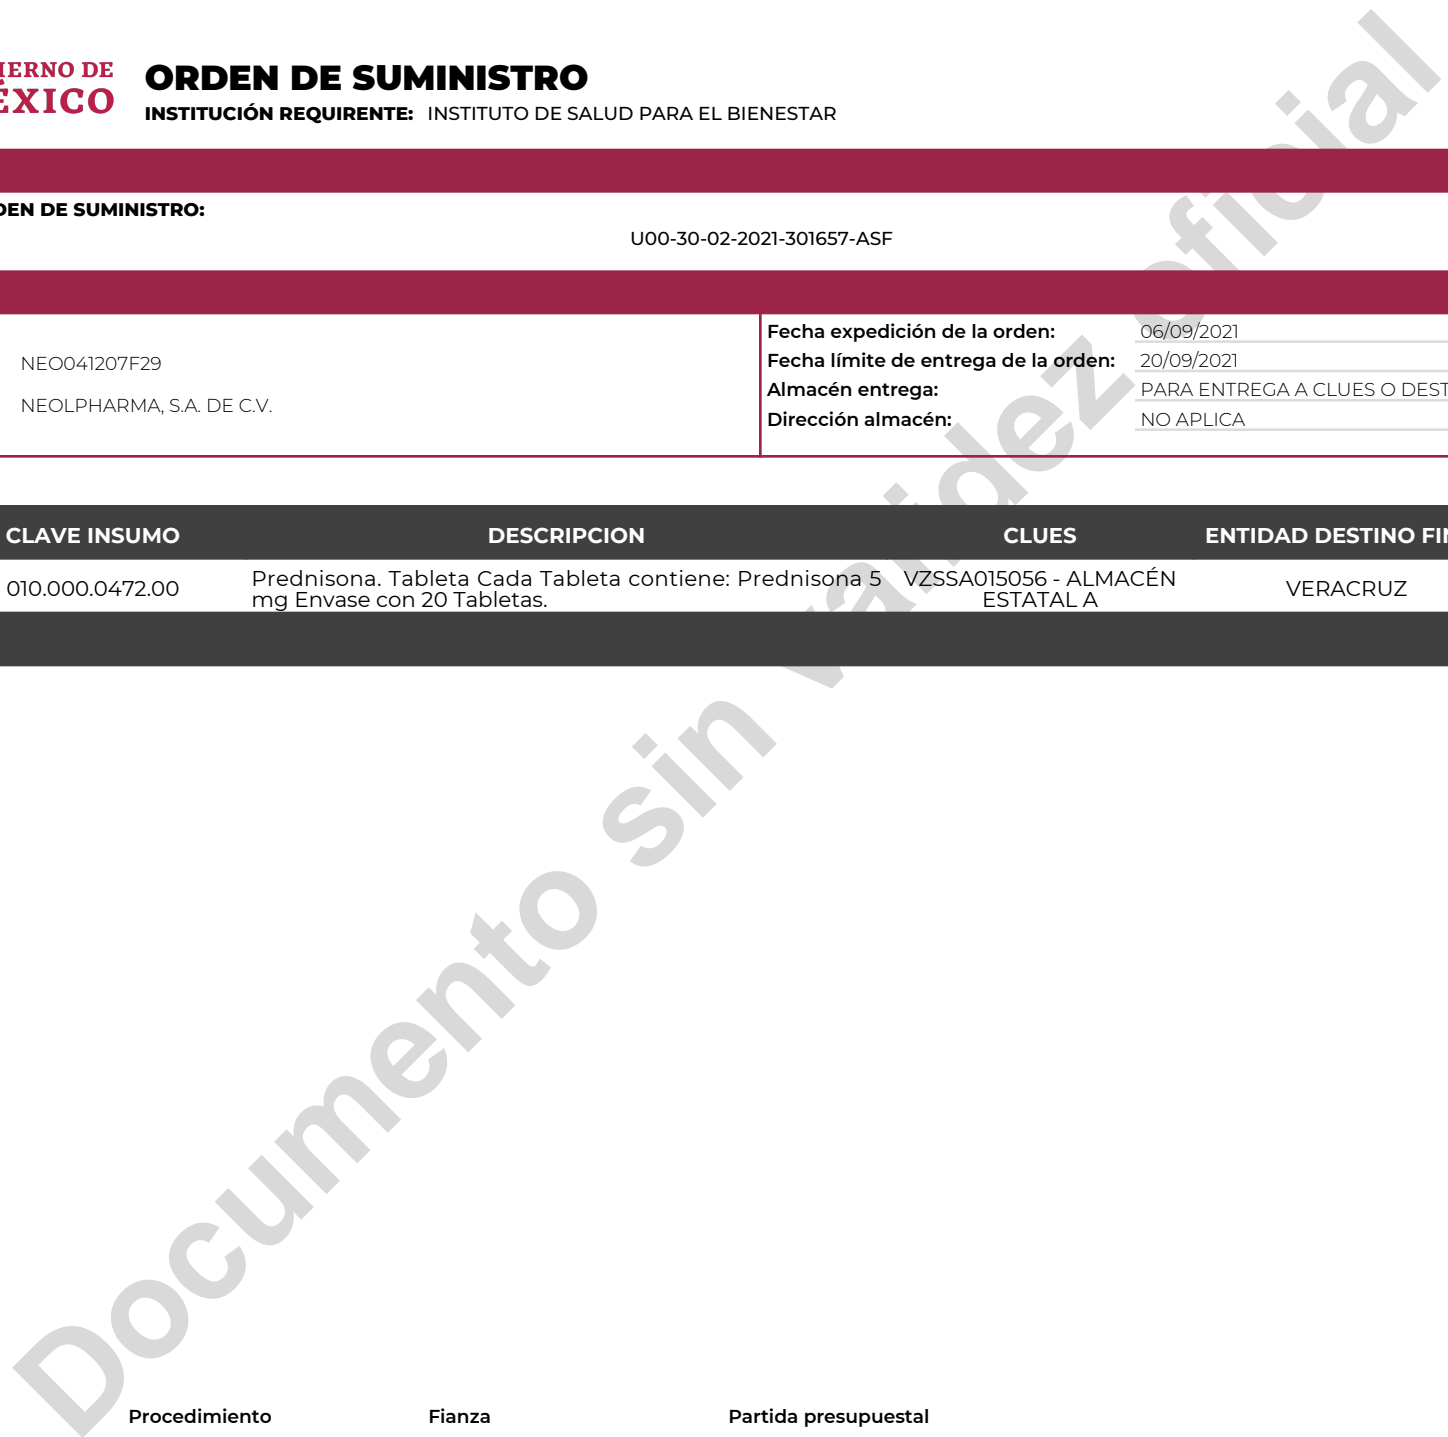 IERNO DE
ÉXICO
ORDEN DE SUMINISTRO
INSTITUCIÓN REQUIRENTE: INSTITUTO DE SALUD PARA EL BIENESTAR
DEN DE SUMINISTRO:
U00-30-02-2021-301657-ASF
NEO041207F29
NEOLPHARMA, S.A. DE C.V.
Fecha expedición de la orden: 06/09/2021
Fecha límite de entrega de la orden: 20/09/2021
Almacén entrega: PARA ENTREGA A CLUES O DEST
Dirección almacén: NO APLICA
CLAVE INSUMO DESCRIPCION CLUES ENTIDAD DESTINO FIN
010.000.0472.00 Prednisona. Tableta Cada Tableta contiene: Prednisona 5 VZSSA015056 - ALMACÉN VERACRUZ
mg Envase con 20 Tabletas. ESTATAL A
Documento sin validez oficial
Procedimiento Fianza Partida presupuestal